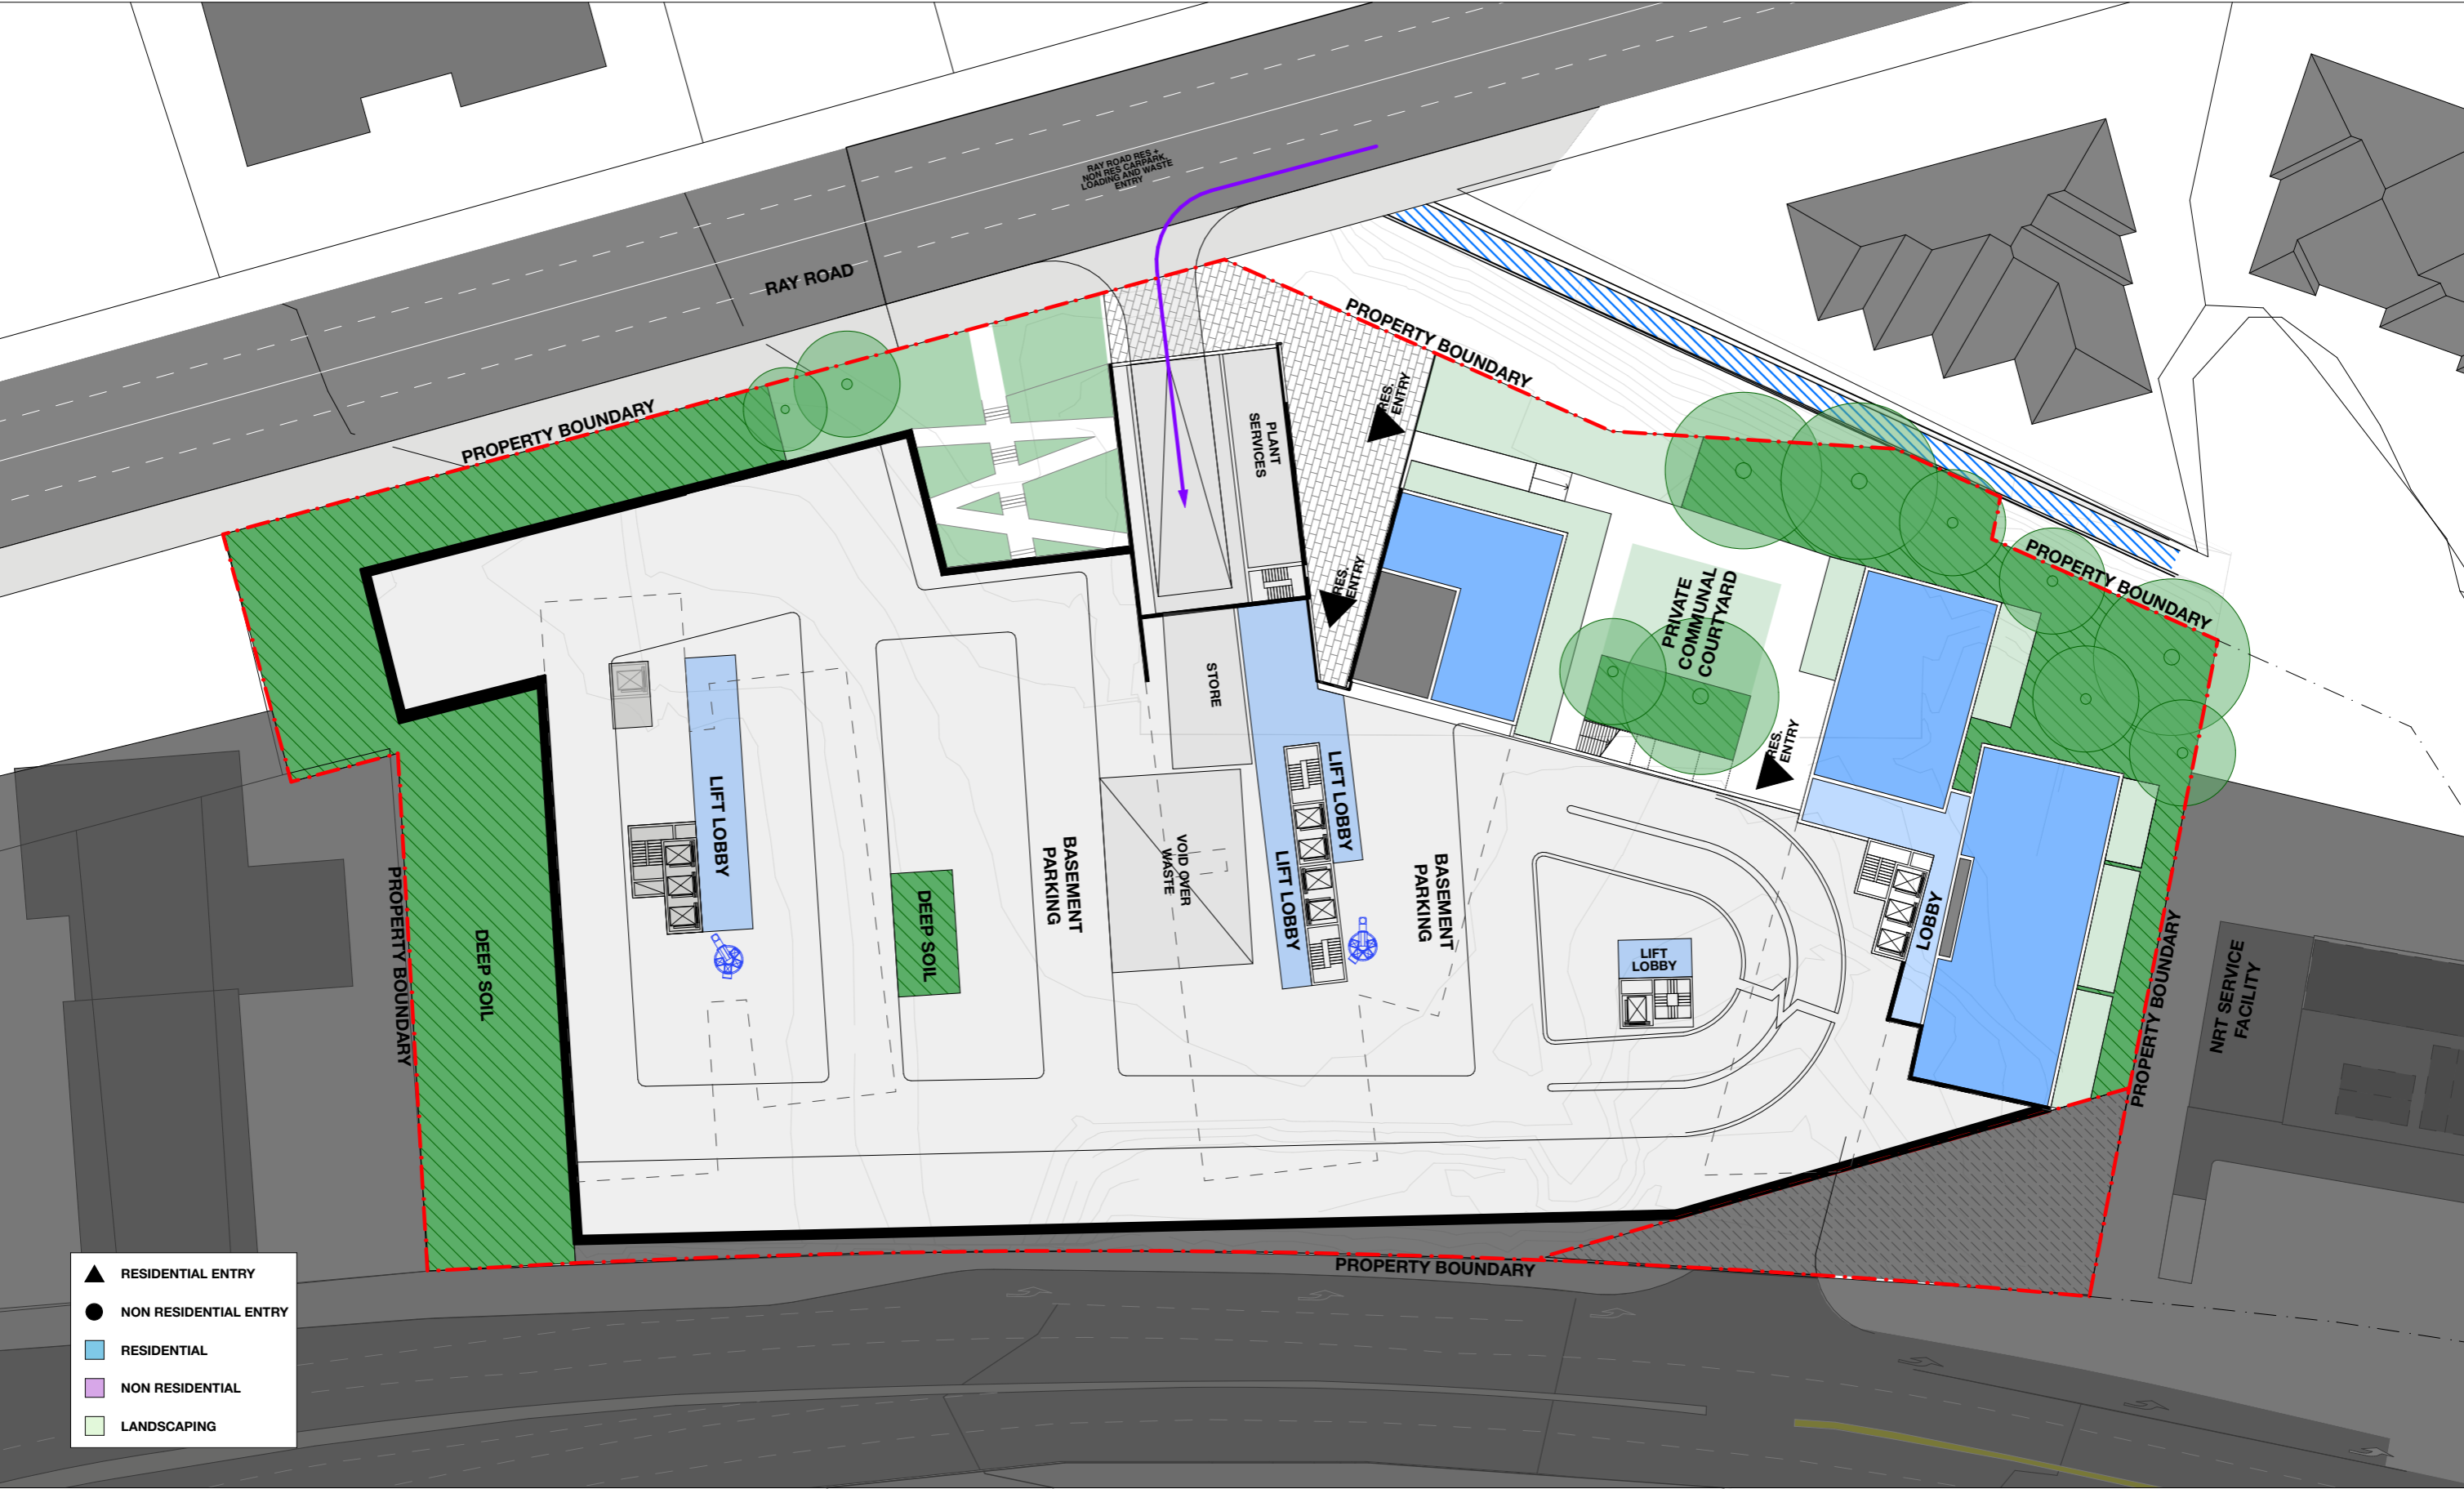 RAY ROAD RES +
NON RES CARPARK
LOADING AND WASTE
ENTRY
RAY ROAD
PROPERTY BOUNDARY
PROPERTY BOUNDARY
RES.
ENTRY
PLANT
SERVICES
RES.
ENTRY
PRIVATE
COMMUNAL
COURTYARD
PROPERTY BOUNDARY
STORE
RES.
ENTRY
LIFT LOBBY
LIFT LOBBY
LIFT LOBBY
VOID OVER
WASTE
BASEMENT
PARKING
BASEMENT
PARKING
DEEP SOIL
DEEP SOIL
PROPERTY BOUNDARY
LIFT
LOBBY
LOBBY
PROPERTY BOUNDARY
NRT SERVICE
FACILITY
PROPERTY BOUNDARY
RESIDENTIAL ENTRY
NON RESIDENTIAL ENTRY
RESIDENTIAL
NON RESIDENTIAL
LANDSCAPING